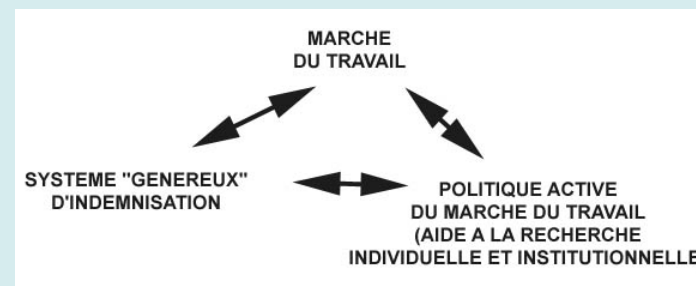 MARCHE
DU TRAVAIL
SYSTEME "GENEREUX"
D'INDEMNISATION
POLITIQUE ACTIVE
DU MARCHE DU TRAVAIL
(AIDE A LA RECHERCHE
INDIVIDUELLE ET INSTITUTIONNELLE